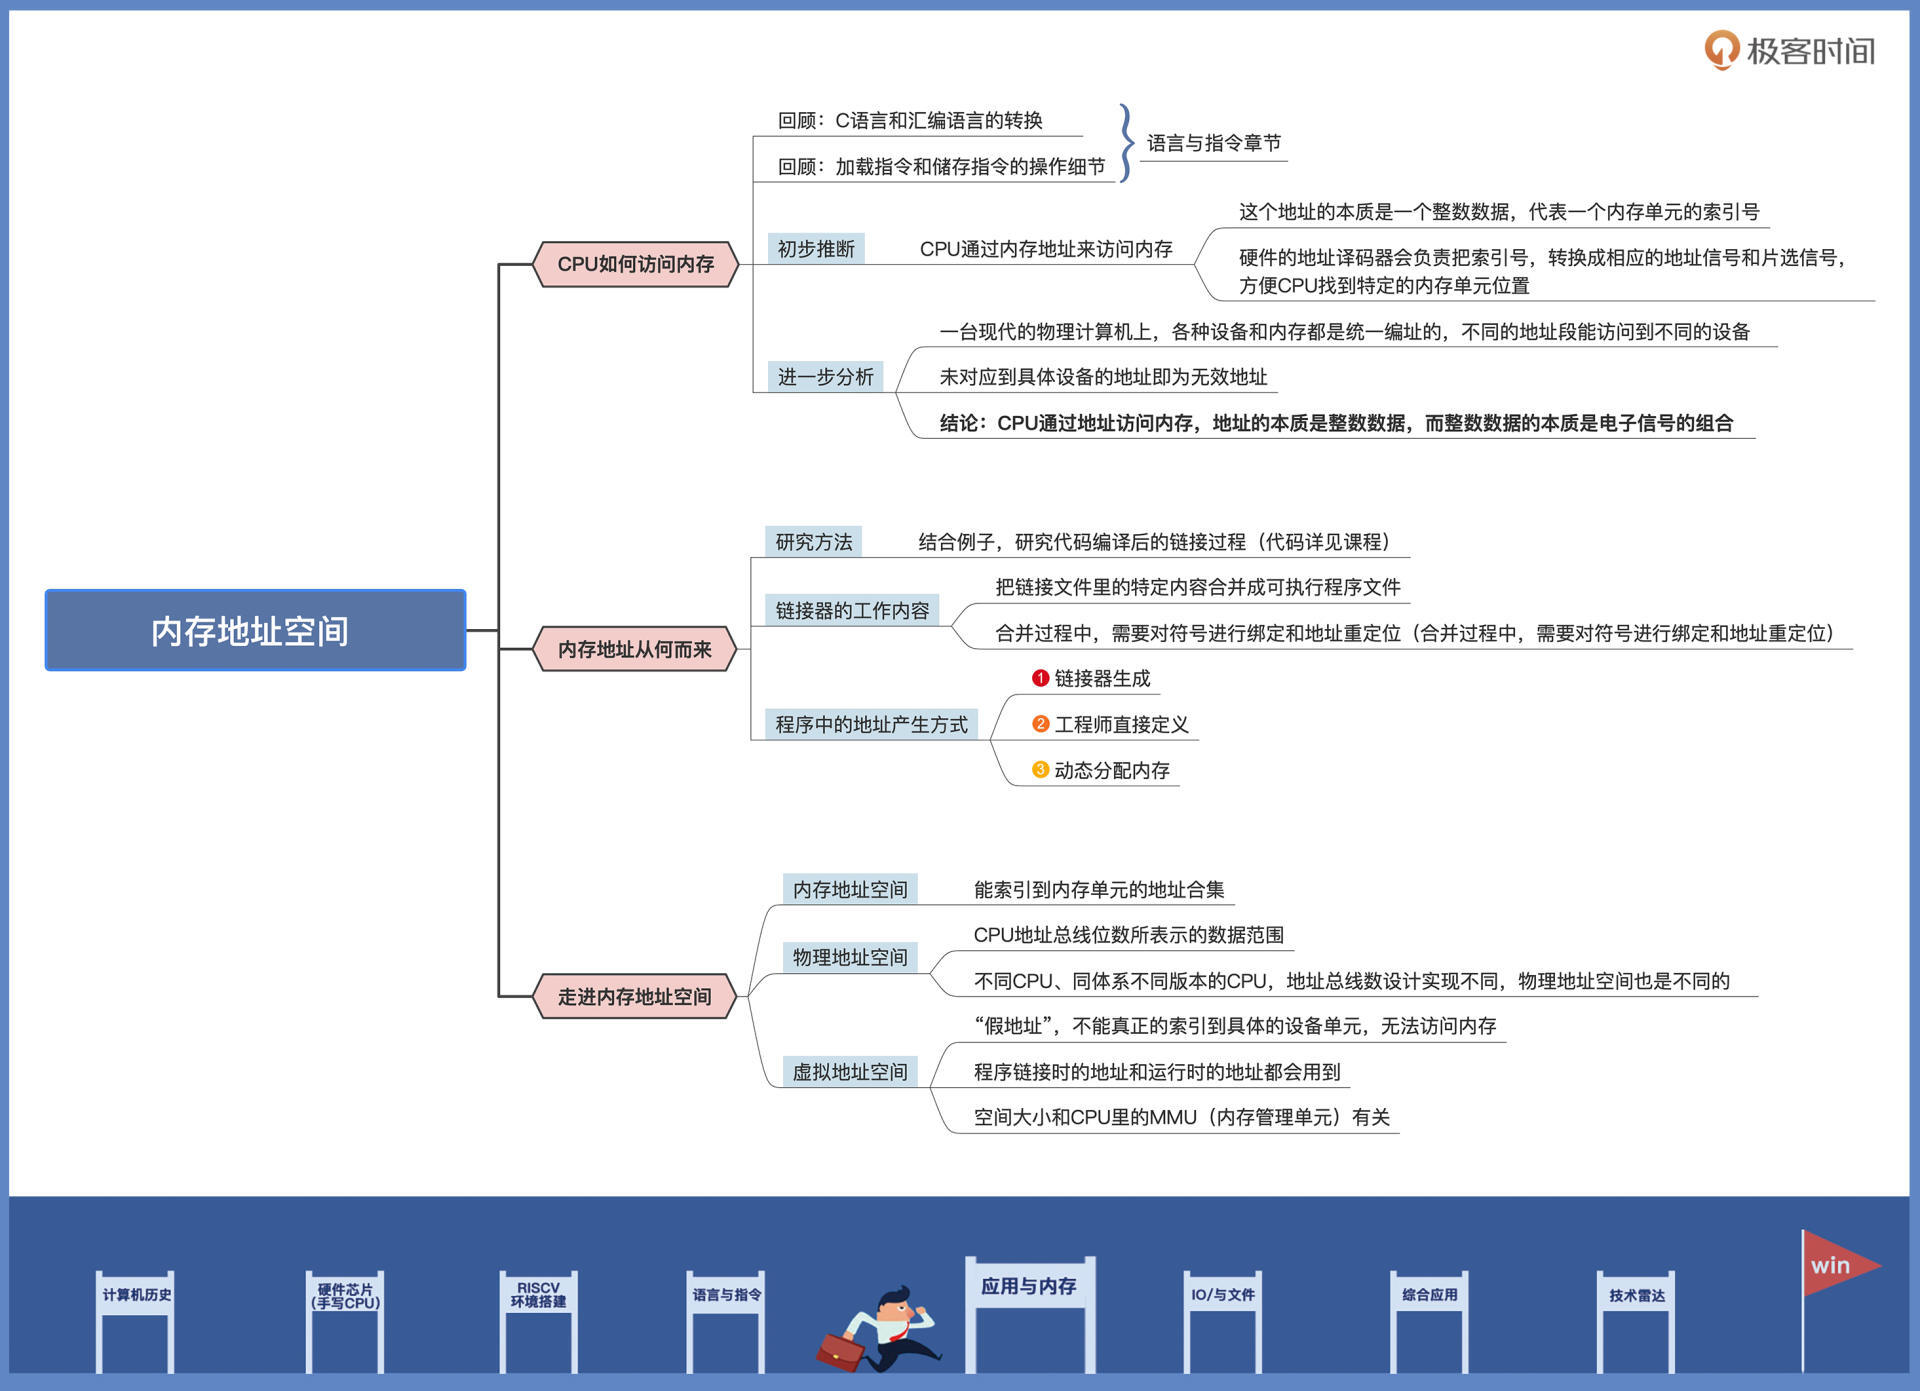 极客时间
内存地址空间
CPU如何访问内存
回顾：C语言和汇编语言的转换
回顾：加载指令和储存指令的操作细节
语言与指令章节
初步推断
CPU通过内存地址来访问内存
这个地址的本质是一个整数数据，代表一个内存单元的索引号
硬件的地址译码器会负责把索引号，转换成相应的地址信号和片选信号，
方便CPU找到特定的内存单元位置
进一步分析
一台现代的物理计算机上，各种设备和内存都是统一编址的，不同的地址段能访问到不同的设备
未对应到具体设备的地址即为无效地址
结论：CPU通过地址访问内存，地址的本质是整数数据，而整数数据的本质是电子信号的组合
内存地址从何而来
研究方法
结合例子，研究代码编译后的链接过程（代码详见课程）
链接器的工作内容
把链接文件里的特定内容合并成可执行程序文件
合并过程中，需要对符号进行绑定和地址重定位（合并过程中，需要对符号进行绑定和地址重定位）
程序中的地址产生方式
1 链接器生成
2 工程师直接定义
3 动态分配内存
走进内存地址空间
内存地址空间
能索引到内存单元的地址合集
物理地址空间
CPU地址总线位数所表示的数据范围
不同CPU、同体系不同版本的CPU，地址总线数设计实现不同，物理地址空间也是不同的
虚拟地址空间
“假地址”，不能真正的索引到具体的设备单元，无法访问内存
程序链接时的地址和运行时的地址都会用到
空间大小和CPU里的MMU（内存管理单元）有关
计算机历史
硬件芯片
(手写CPU)
RISCV
环境搭建
语言与指令
应用与内存
IO/与文件
综合应用
技术雷达
win